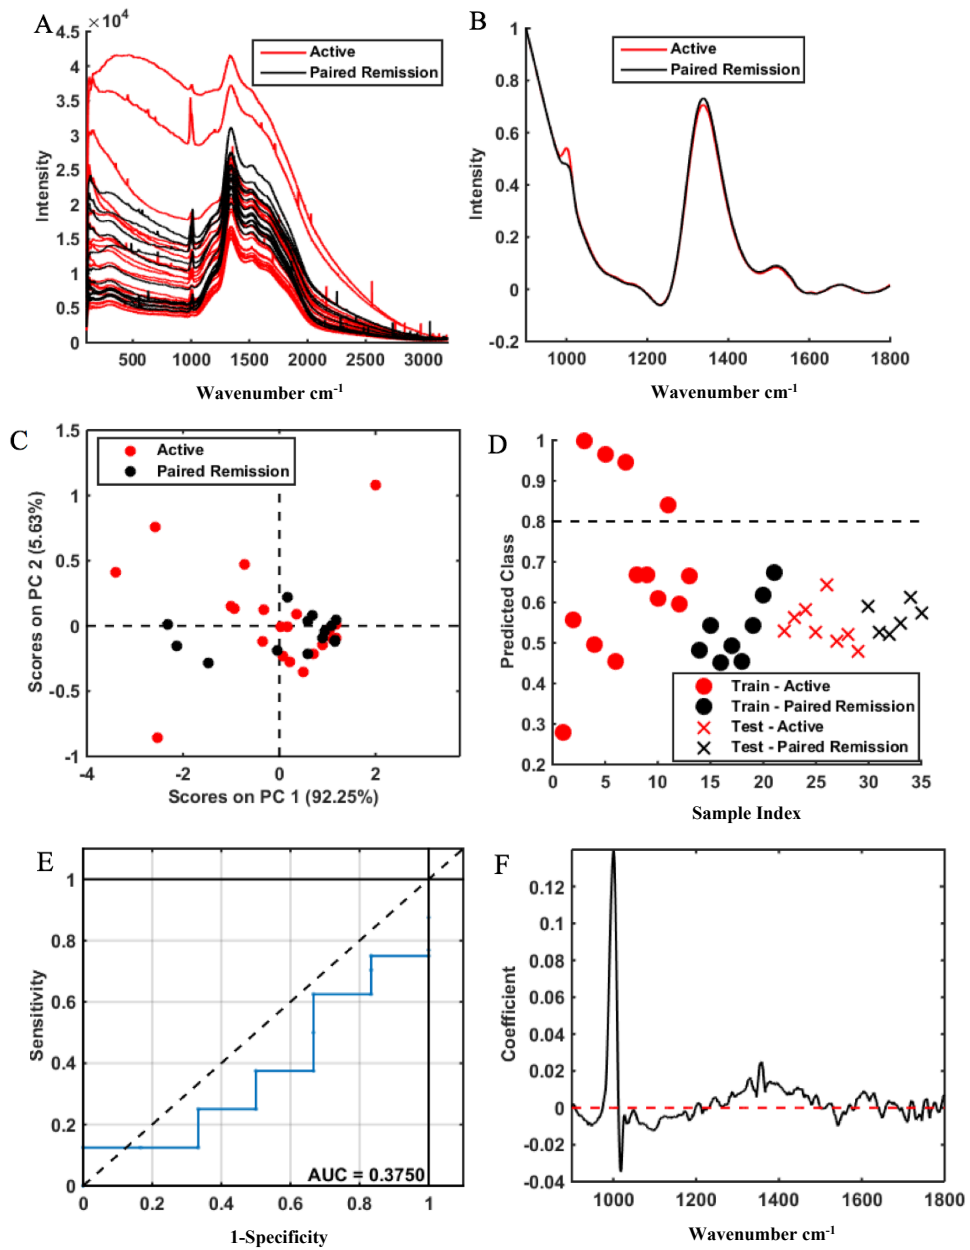 A
×10⁴
4.5
4
3.5
3
2.5
2
1.5
1
0.5
0
Intensity
Active
Paired Remission
500 1000 1500 2000 2500 3000
Wavenumber cm⁻¹
B
1
0.8
0.6
0.4
0.2
0
-0.2
Intensity
Active
Paired Remission
1000 1200 1400 1600 1800
Wavenumber cm⁻¹
C
1.5
1
0.5
0
-0.5
-1
Scores on PC 2 (5.63%)
Active
Paired Remission
-4 -2 0 2
Scores on PC 1 (92.25%)
D
1
0.9
0.8
0.7
0.6
0.5
0.4
0.3
0.2
Predicted Class
Train - Active
Train - Paired Remission
Test - Active
Test - Paired Remission
0 5 10 15 20 25 30 35
Sample Index
E
1
0.8
0.6
0.4
0.2
0
Sensitivity
AUC = 0.3750
0 0.2 0.4 0.6 0.8 1
1-Specificity
F
0.12
0.1
0.08
0.06
0.04
0.02
0
-0.02
-0.04
Coefficient
1000 1200 1400 1600 1800
Wavenumber cm⁻¹